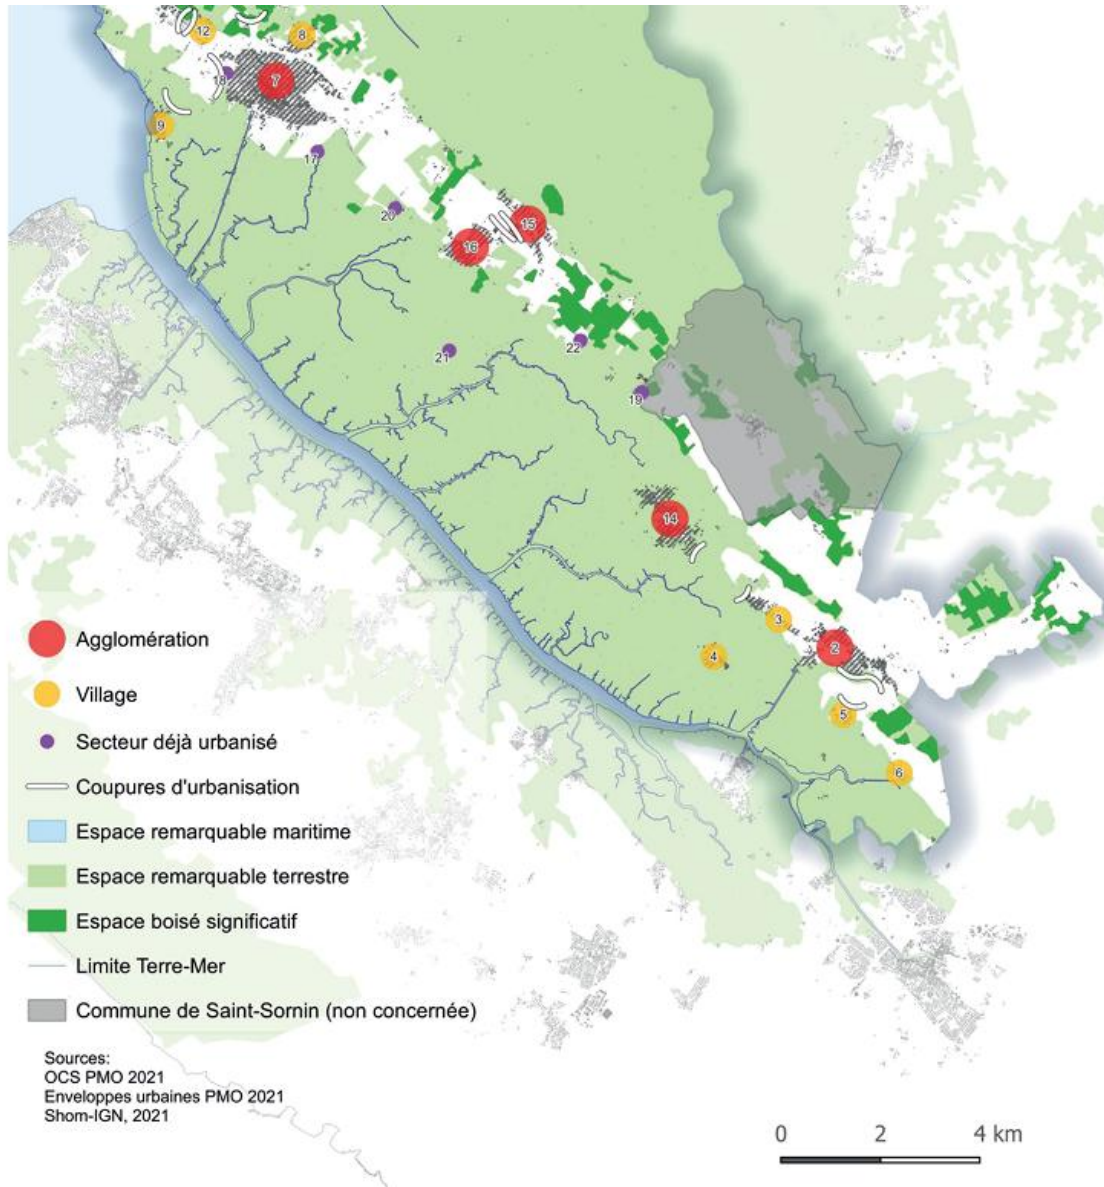 12
8
18
7
9
17
20
15
16
22
21
19
14
3
2
4
5
6
Agglomération
Village
Secteur déjà urbanisé
Coupures d'urbanisation
Espace remarquable maritime
Espace remarquable terrestre
Espace boisé significatif
Limite Terre-Mer
Commune de Saint-Sornin (non concernée)
Sources:
OCS PMO 2021
Enveloppes urbaines PMO 2021
Shom-IGN, 2021
0 2 4 km